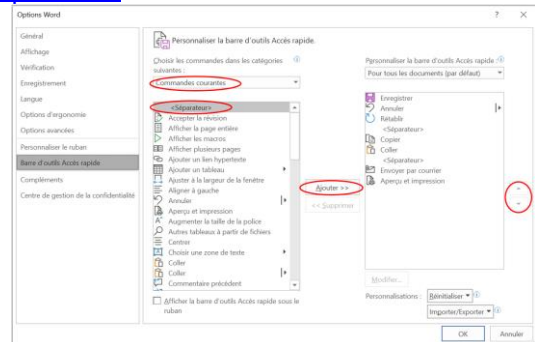 Options Word
? ×
Général
Affichage
Vérification
Enregistrement
Langue
Options d'ergonomie
Options avancées
Personnaliser le ruban
Barre d'outils Accès rapide
Compléments
Centre de gestion de la confidentialité
Personnaliser la barre d'outils Accès rapide.
Choisir les commandes dans les catégories
suivantes :
Commandes courantes
<Séparateur>
Accepter la révision
Afficher la page entière
Afficher les macros
Afficher plusieurs pages
Ajouter un lien hypertexte
Ajouter un tableau
Ajuster à la largeur de la fenêtre
Aligner à gauche
Annuler
Aperçu et impression
Augmenter la taille de la police
Autres tableaux à partir de fichiers
Centrer
Choisir une zone de texte
Coller
Coller
Commentaire précédent
Afficher la barre d'outils Accès rapide sous le
ruban
Ajouter >>
<< Supprimer
Personnaliser la barre d'outils Accès rapide :
Pour tous les documents (par défaut)
Enregistrer
Annuler
Rétablir
<Séparateur>
Copier
Coller
<Séparateur>
Envoyer par courrier
Aperçu et impression
Modifier...
Personnalisations : Réinitialiser
Importer/Exporter
OK Annuler